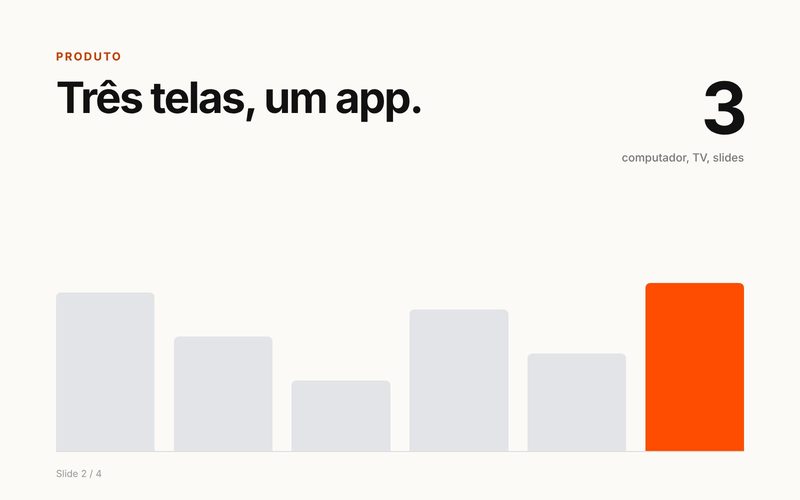 PRODUTO
Três telas, um app.
3
computador, TV, slides
Slide 2 / 4